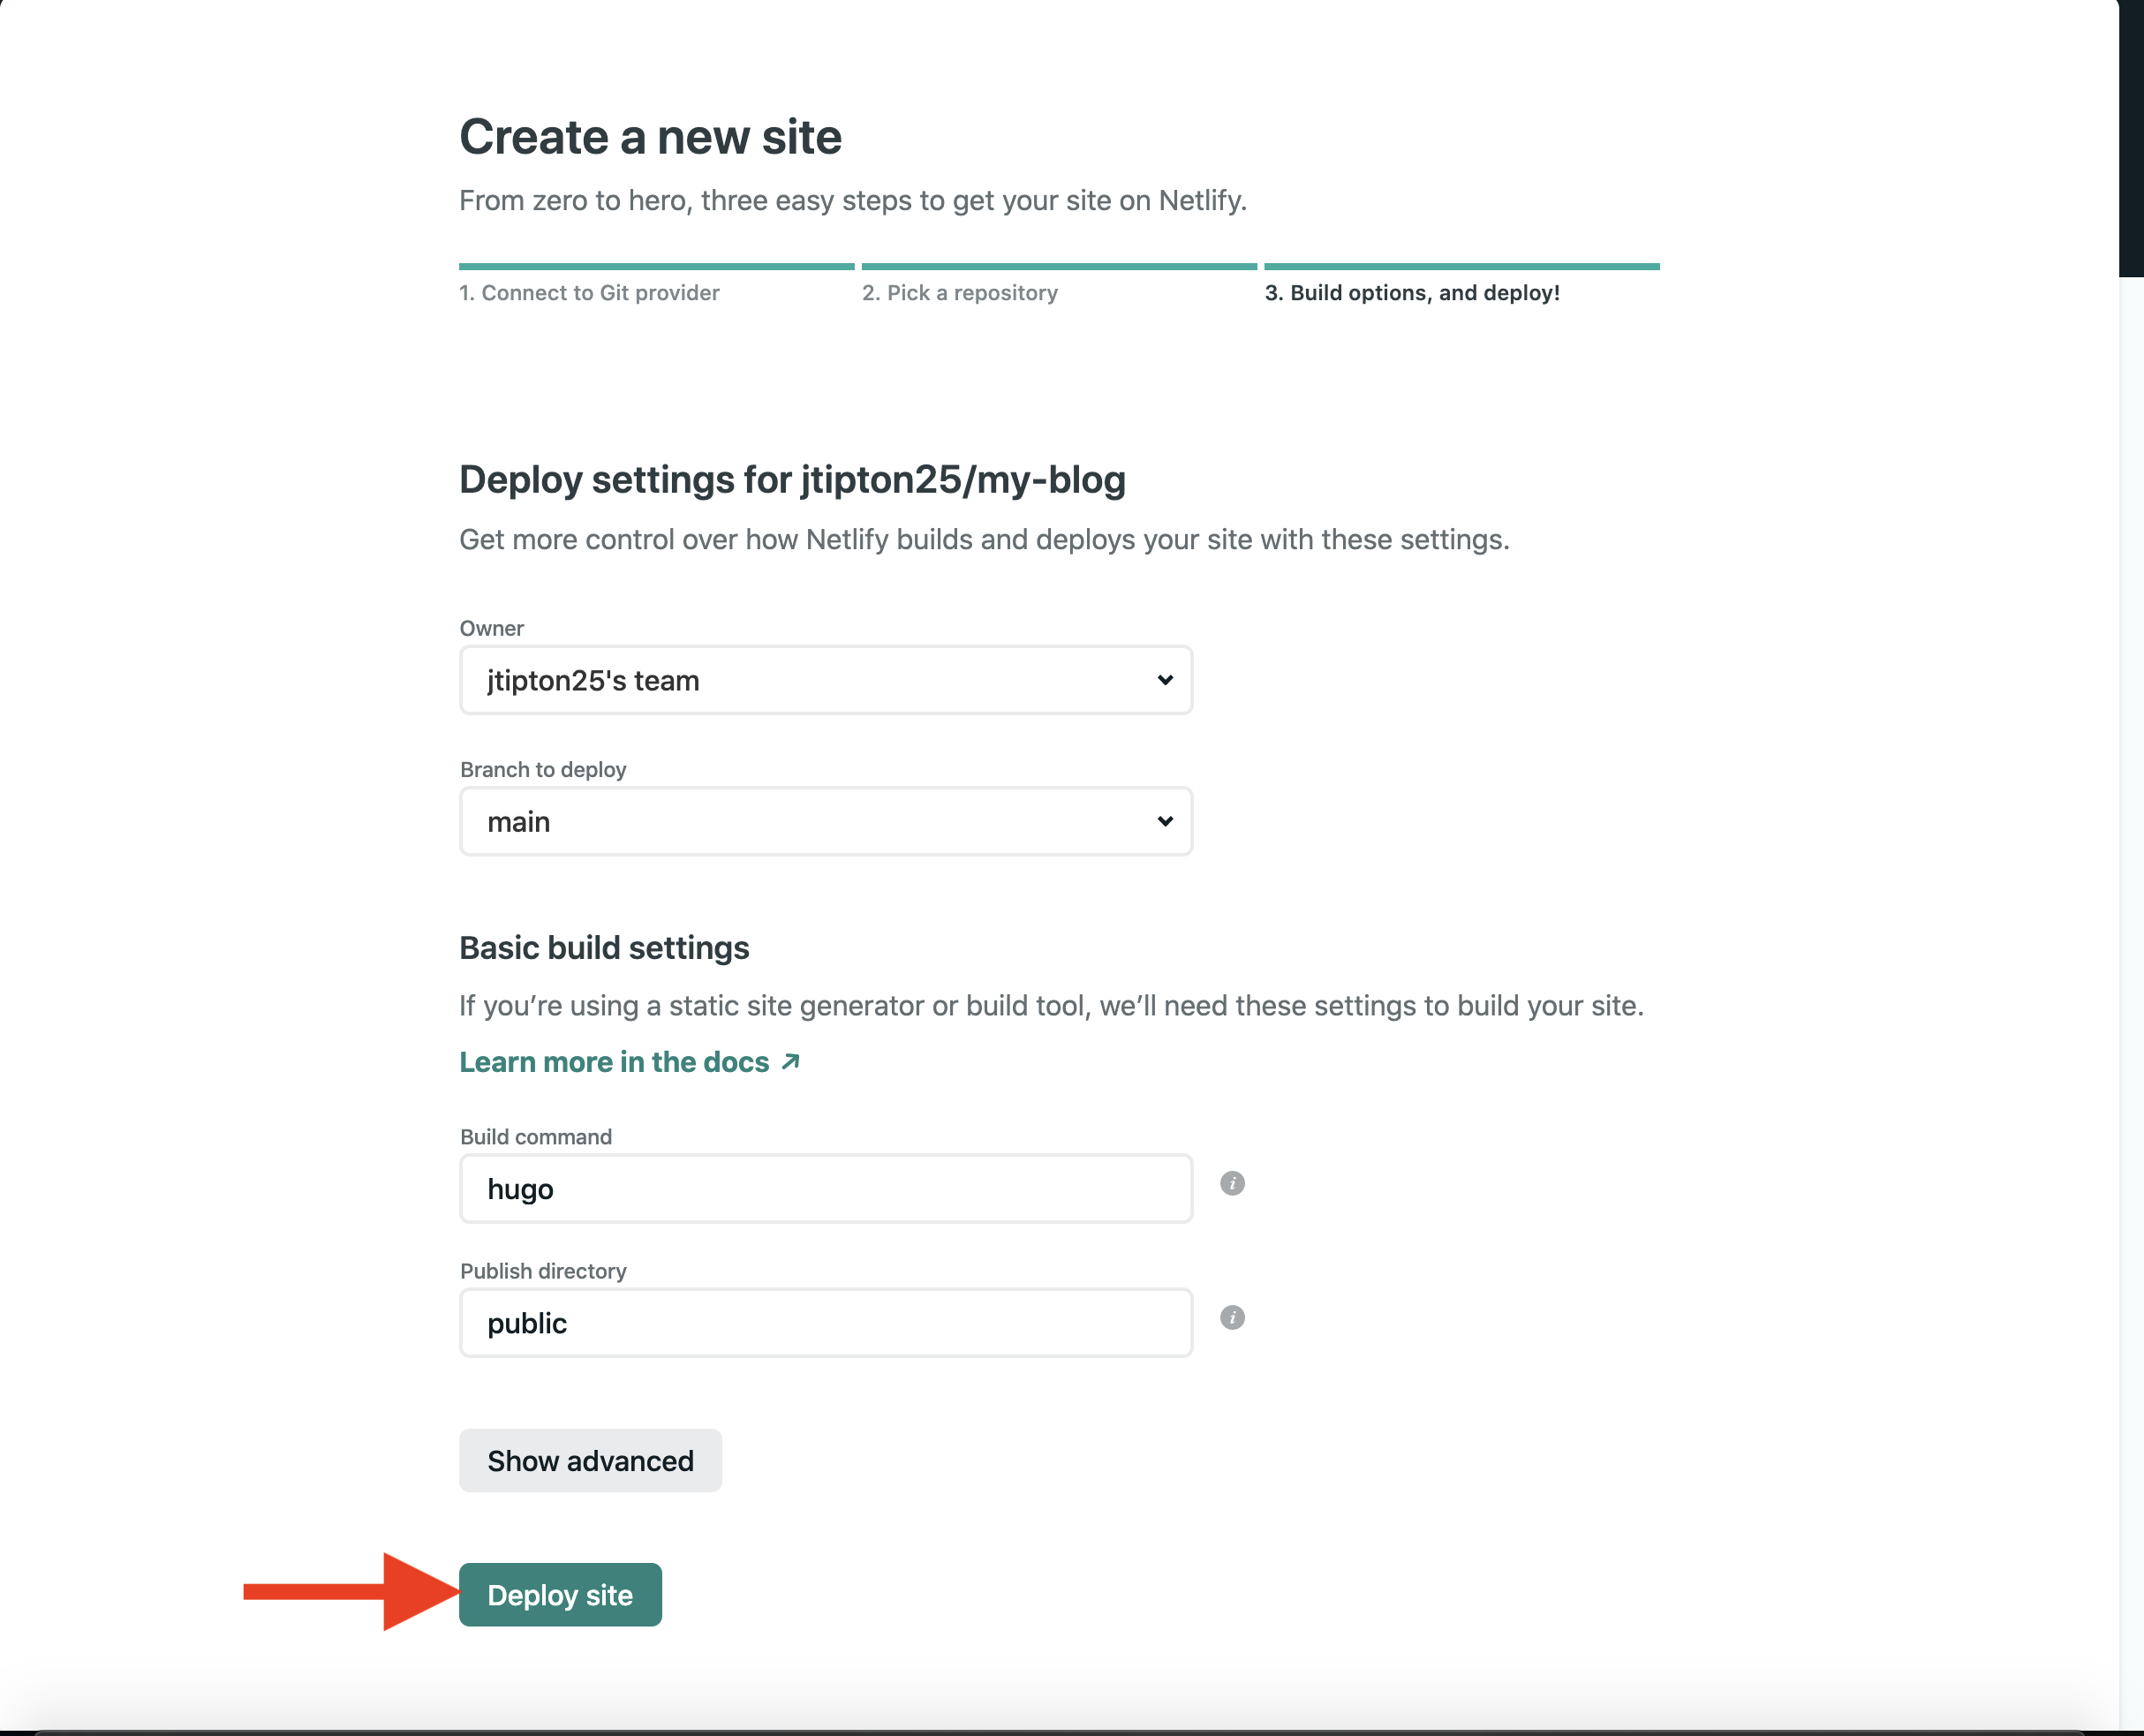 Create a new site
From zero to hero, three easy steps to get your site on Netlify.
1. Connect to Git provider
2. Pick a repository
3. Build options, and deploy!
Deploy settings for jtipton25/my-blog
Get more control over how Netlify builds and deploys your site with these settings.
Owner
jtipton25's team
Branch to deploy
main
Basic build settings
If you’re using a static site generator or build tool, we’ll need these settings to build your site.
Learn more in the docs ↗
Build command
hugo
i
Publish directory
public
i
Show advanced
Deploy site